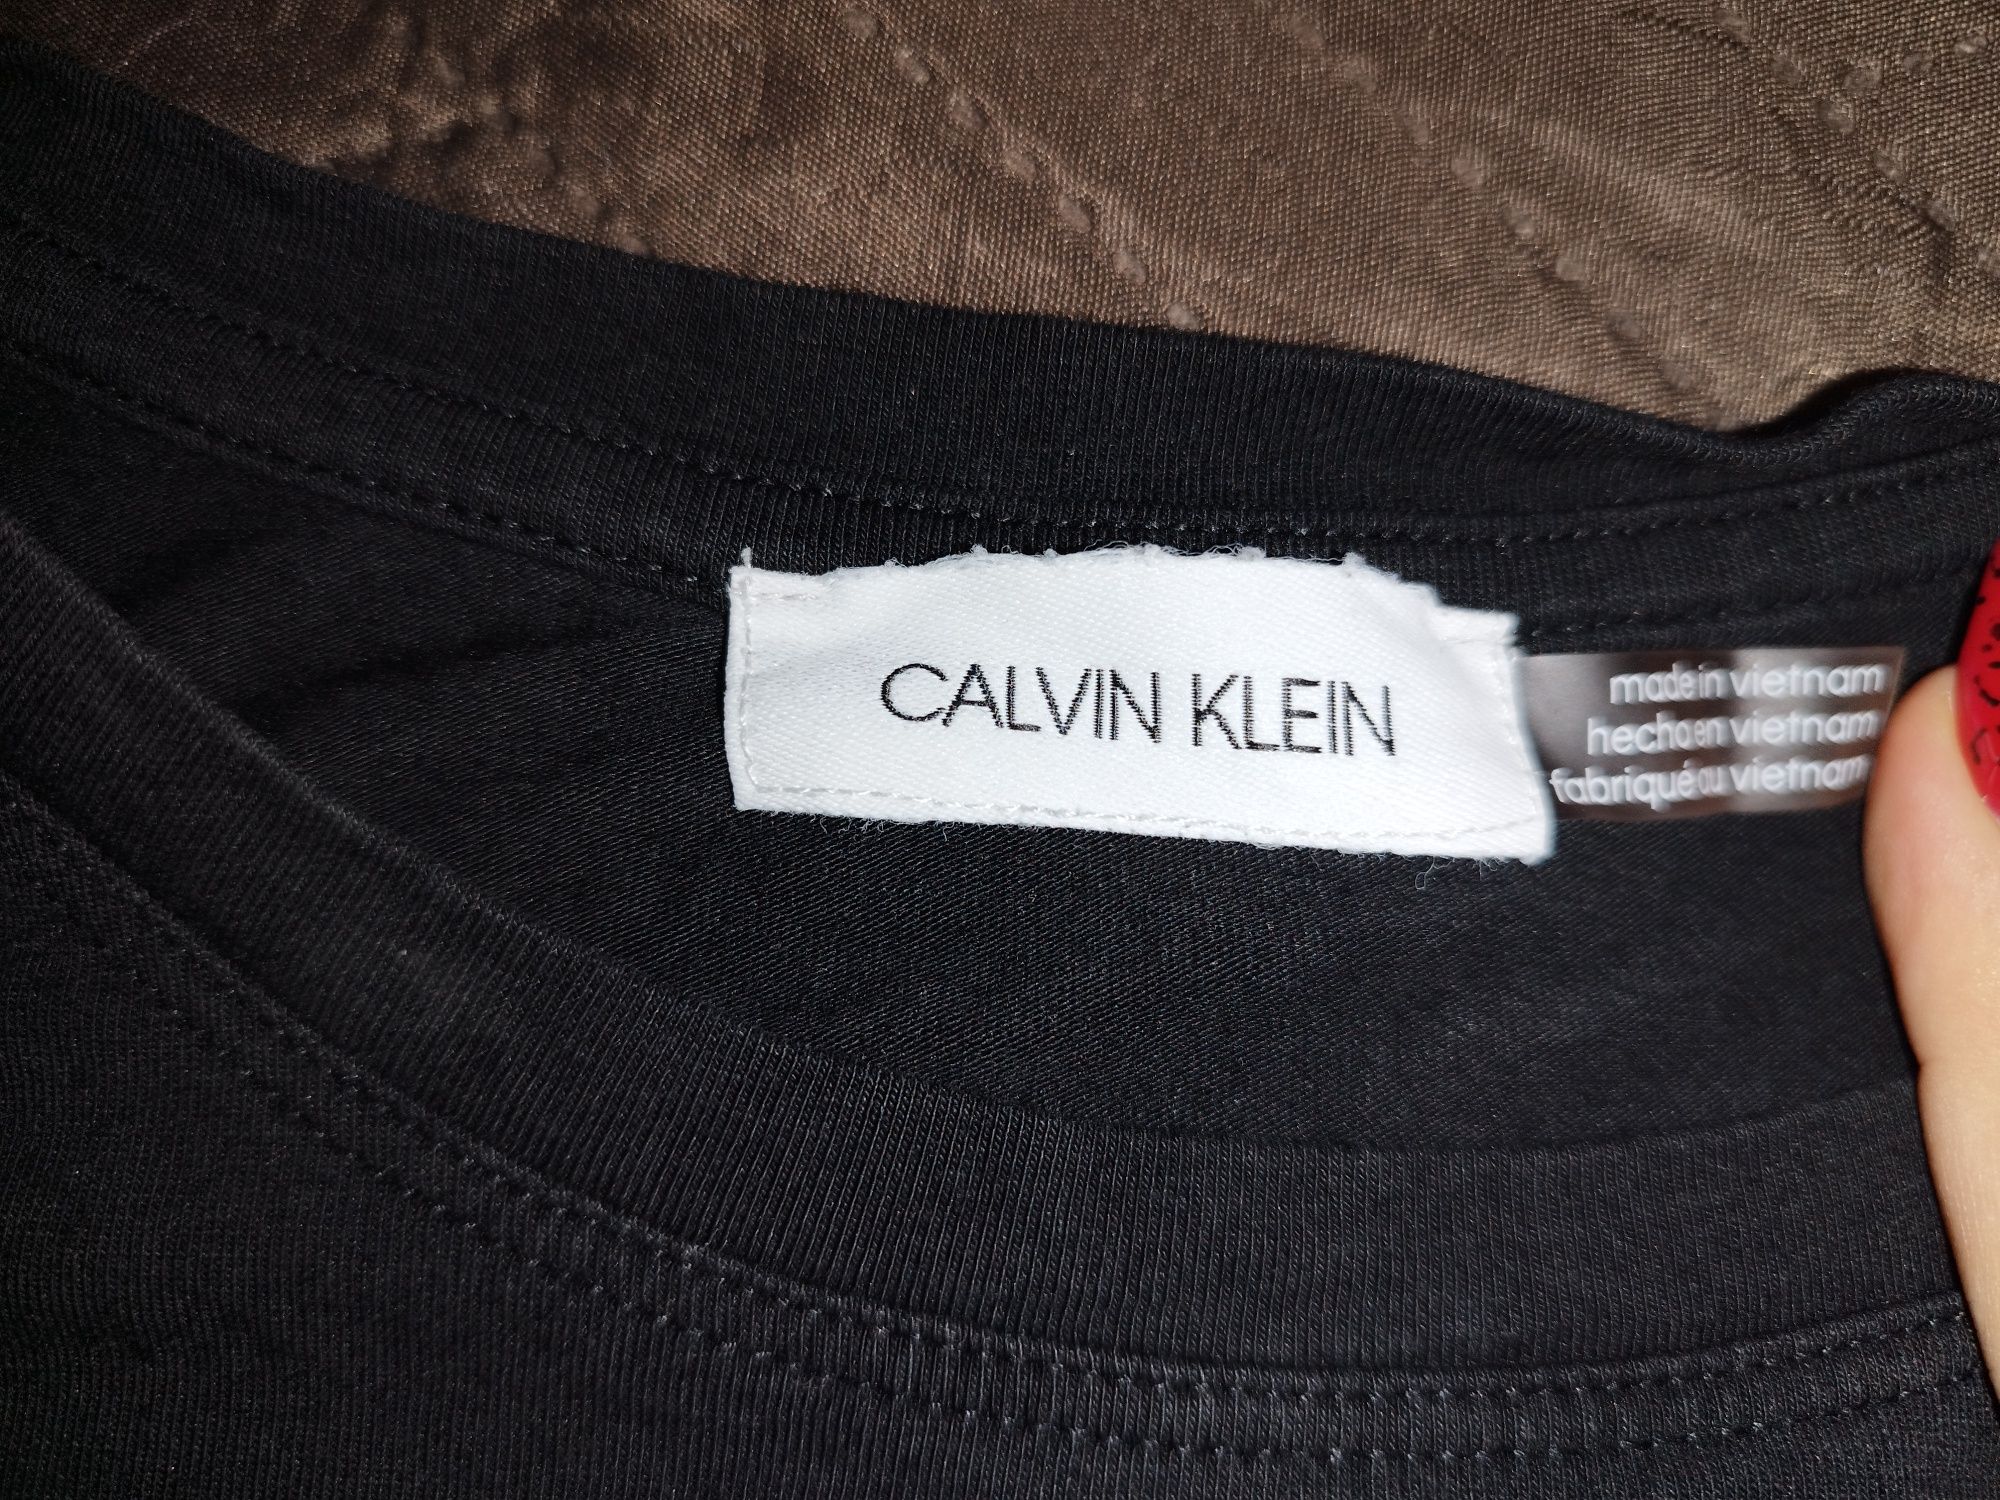 CALVIN KLEIN
made in vietnam
hecho en vietnam
fabriqué au vietnam